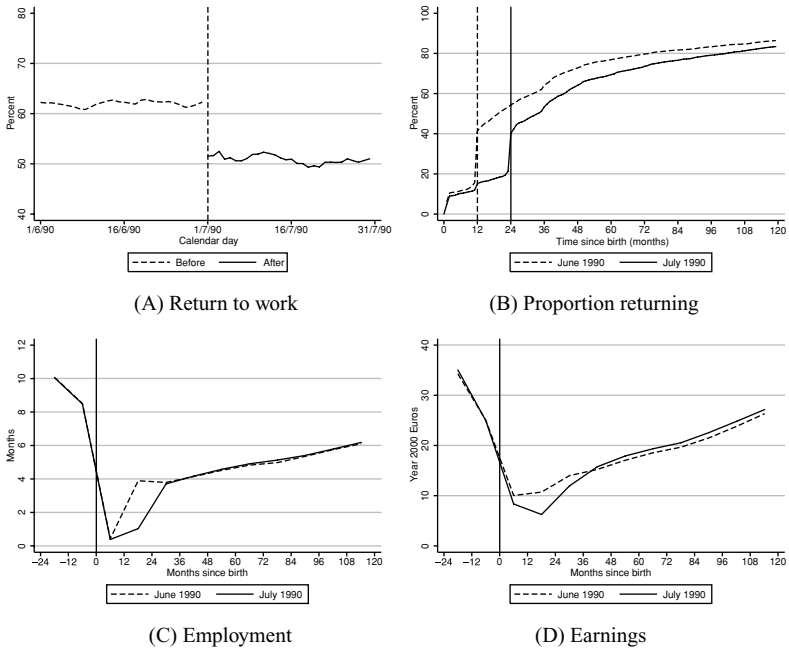 80
70
60
50
40
Percent
1/6/90 16/6/90 1/7/90 16/7/90 31/7/90
Calendar day
Before After
(A) Return to work
100
80
60
40
20
0
Percent
0 12 24 36 48 60 72 84 96 108 120
Time since birth (months)
June 1990 July 1990
(B) Proportion returning
12
10
8
6
4
2
0
Months
−24 −12 0 12 24 36 48 60 72 84 96 108 120
Months since birth
June 1990 July 1990
(C) Employment
40
30
20
10
0
Year 2000 Euros
−24 −12 0 12 24 36 48 60 72 84 96 108 120
Months since birth
June 1990 July 1990
(D) Earnings